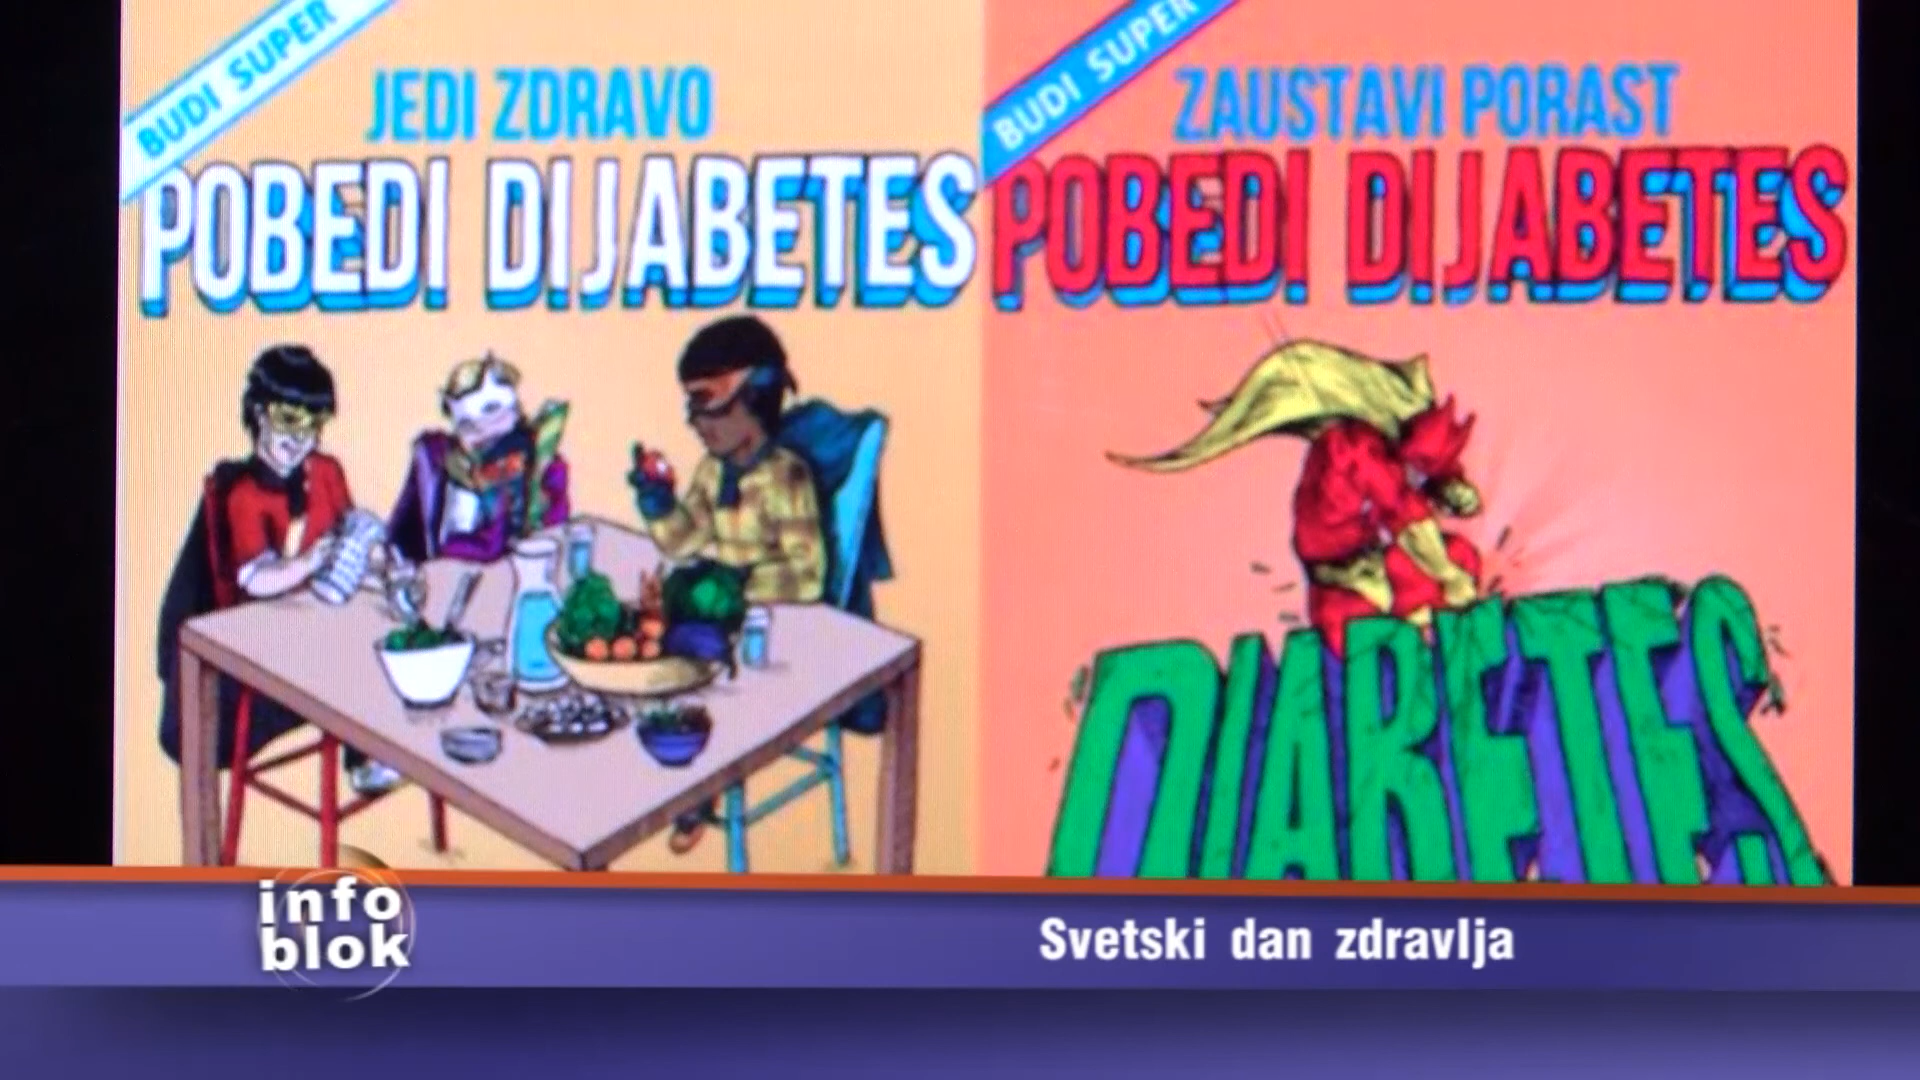 BUDI SUPER
JEDI ZDRAVO
POBEDI DIJABETES
BUDI SUPER
ZAUSTAVI PORAST
POBEDI DIJABETES
DIABETES
info
blok
Svetski dan zdravlja